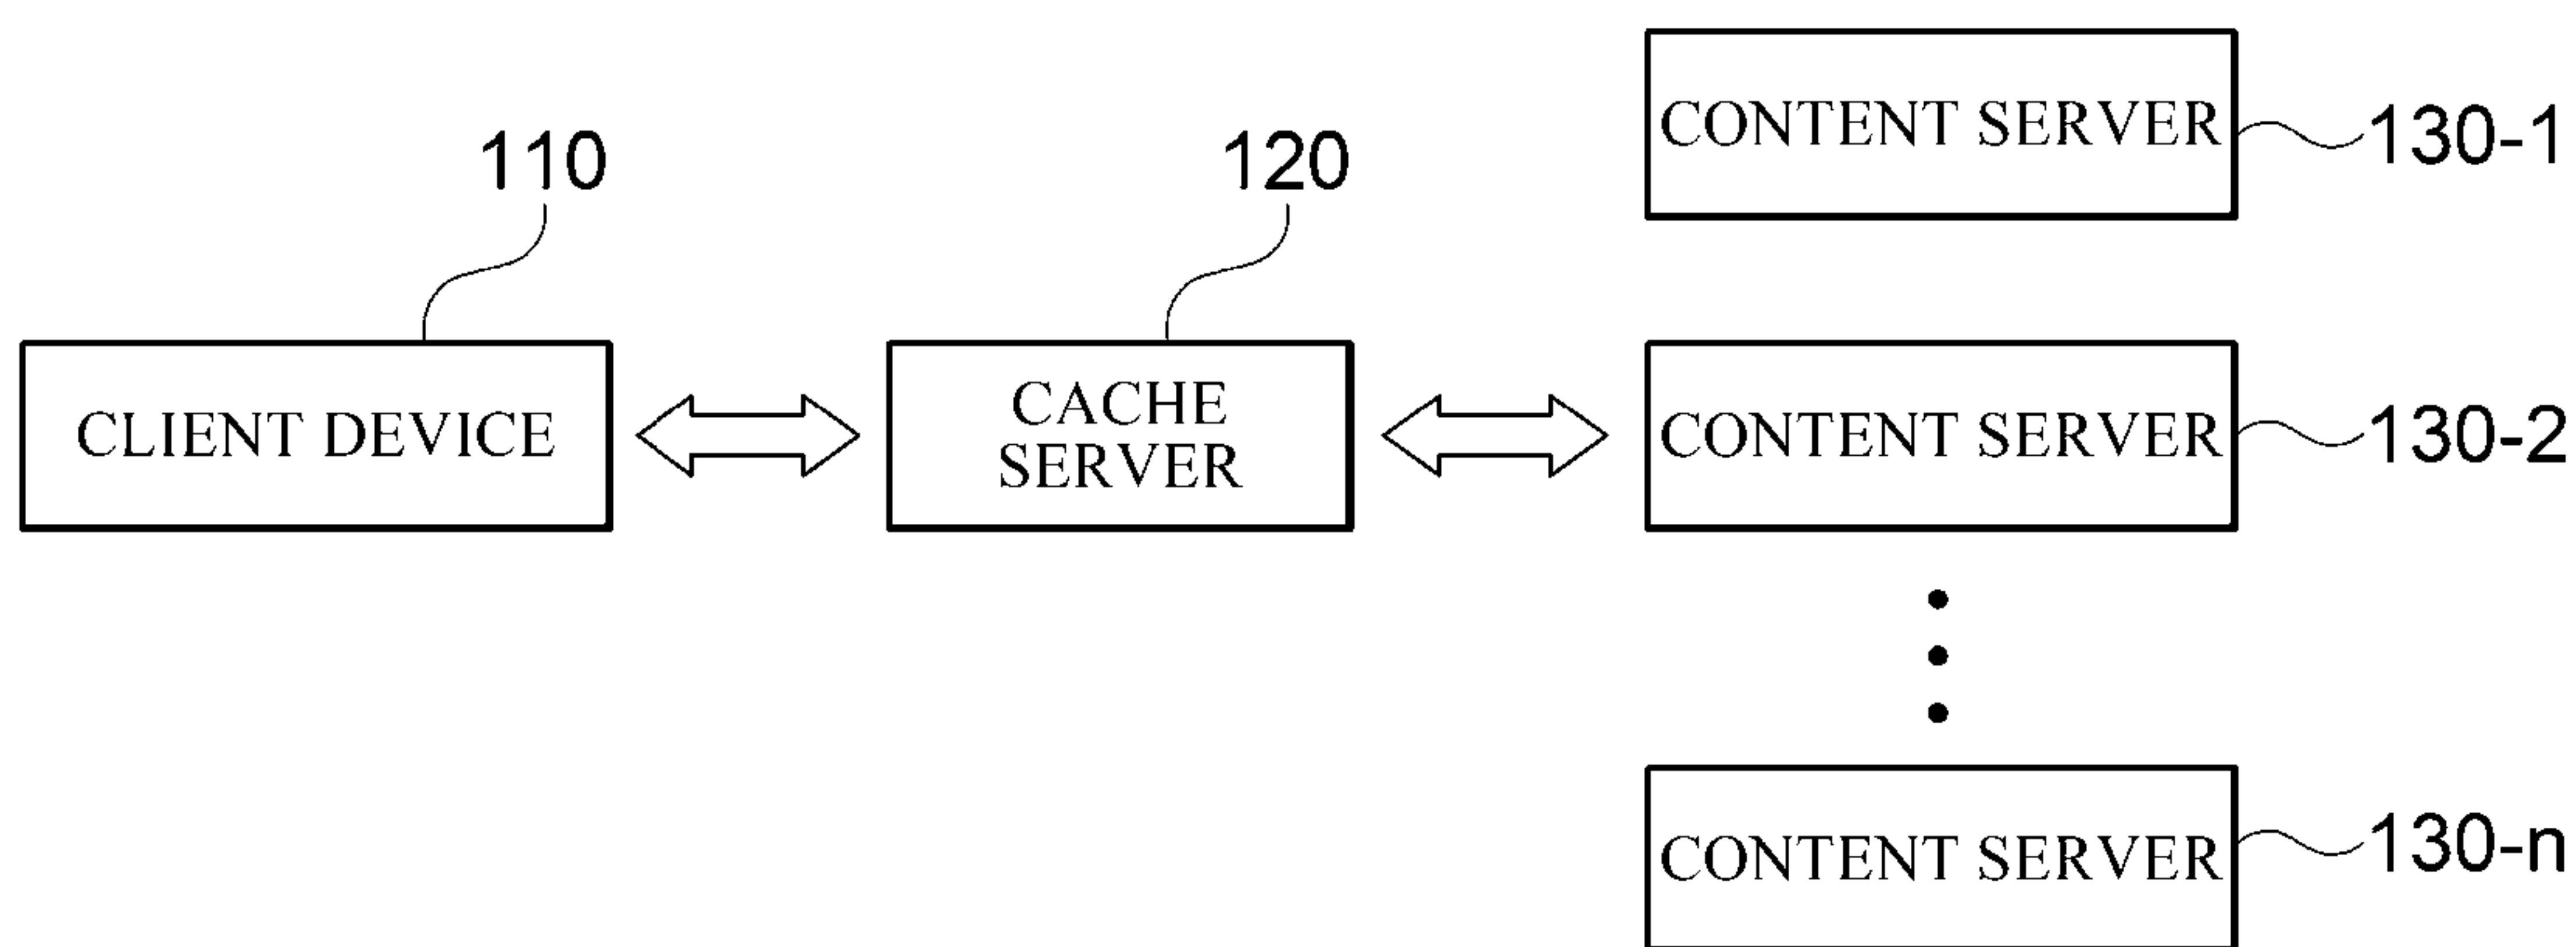 CONTENT SERVER
130-1
110
120
CLIENT DEVICE
CACHE
SERVER
CONTENT SERVER
130-2
CONTENT SERVER
130-n